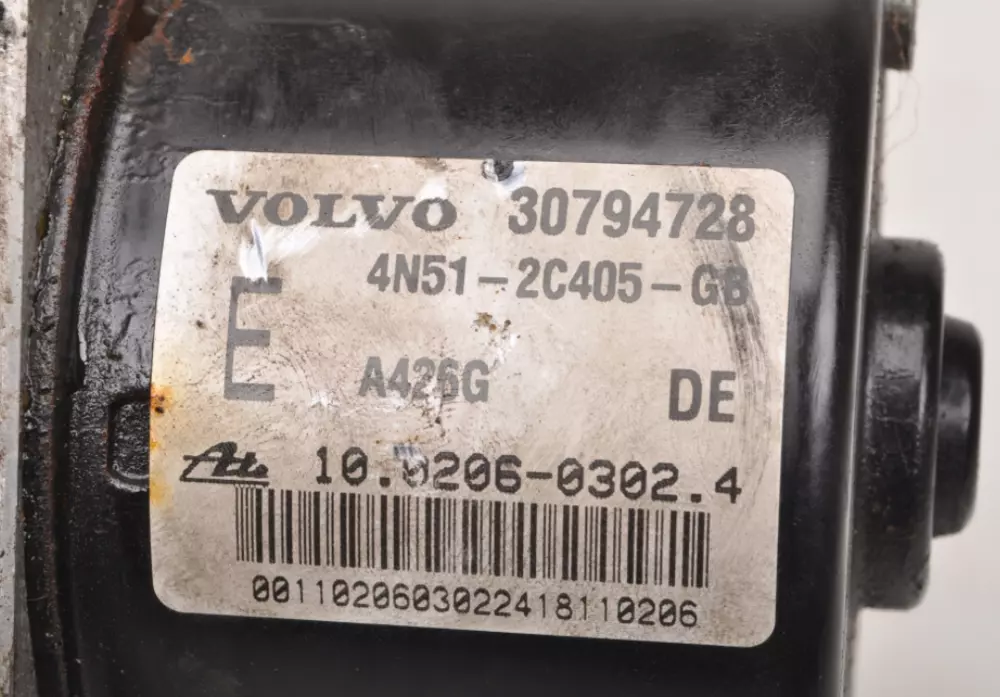 VOLVO 30794728
4N51-2C405-GB
E
A426G DE
Ate 10.0206-0302.4
0011020603022418110206